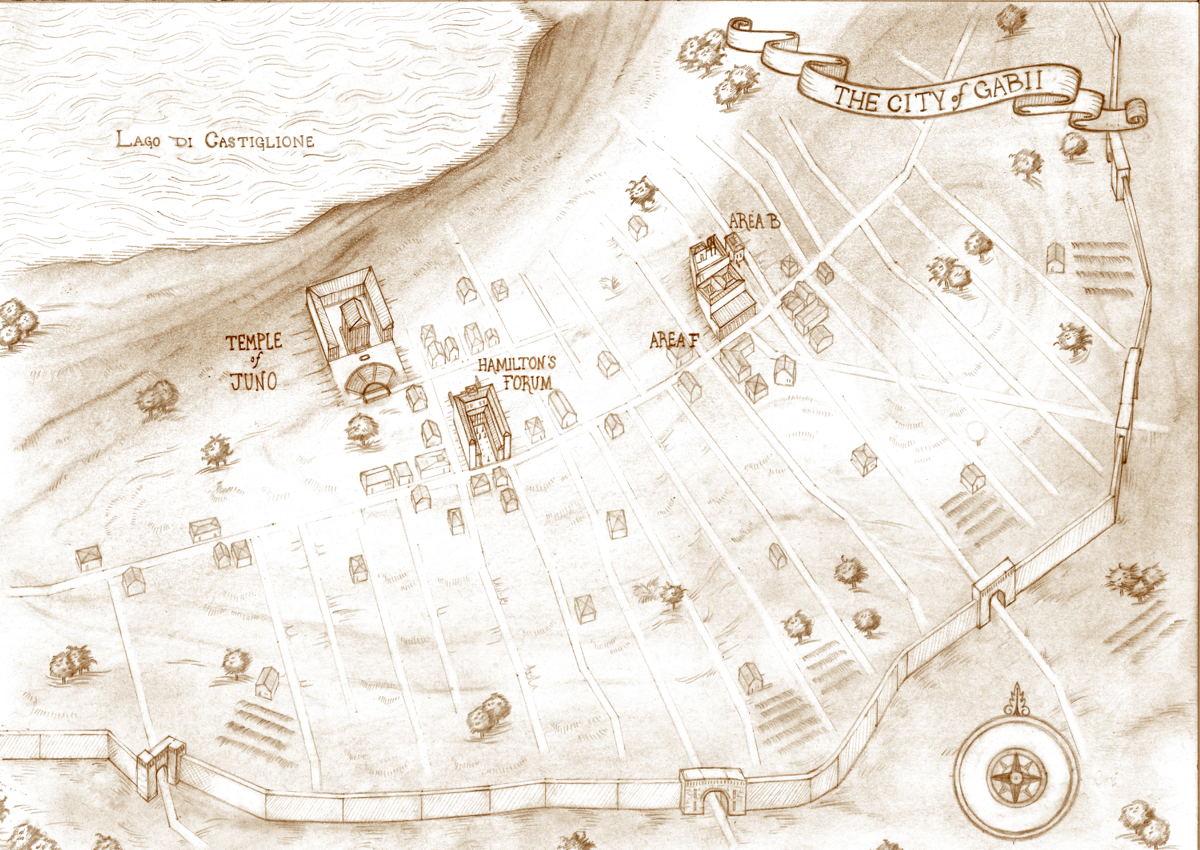 THE CITY of GABII
LAGO DI CASTIGLIONE
AREA B
TEMPLE
of
JUNO
AREA F
HAMILTON'S
FORUM